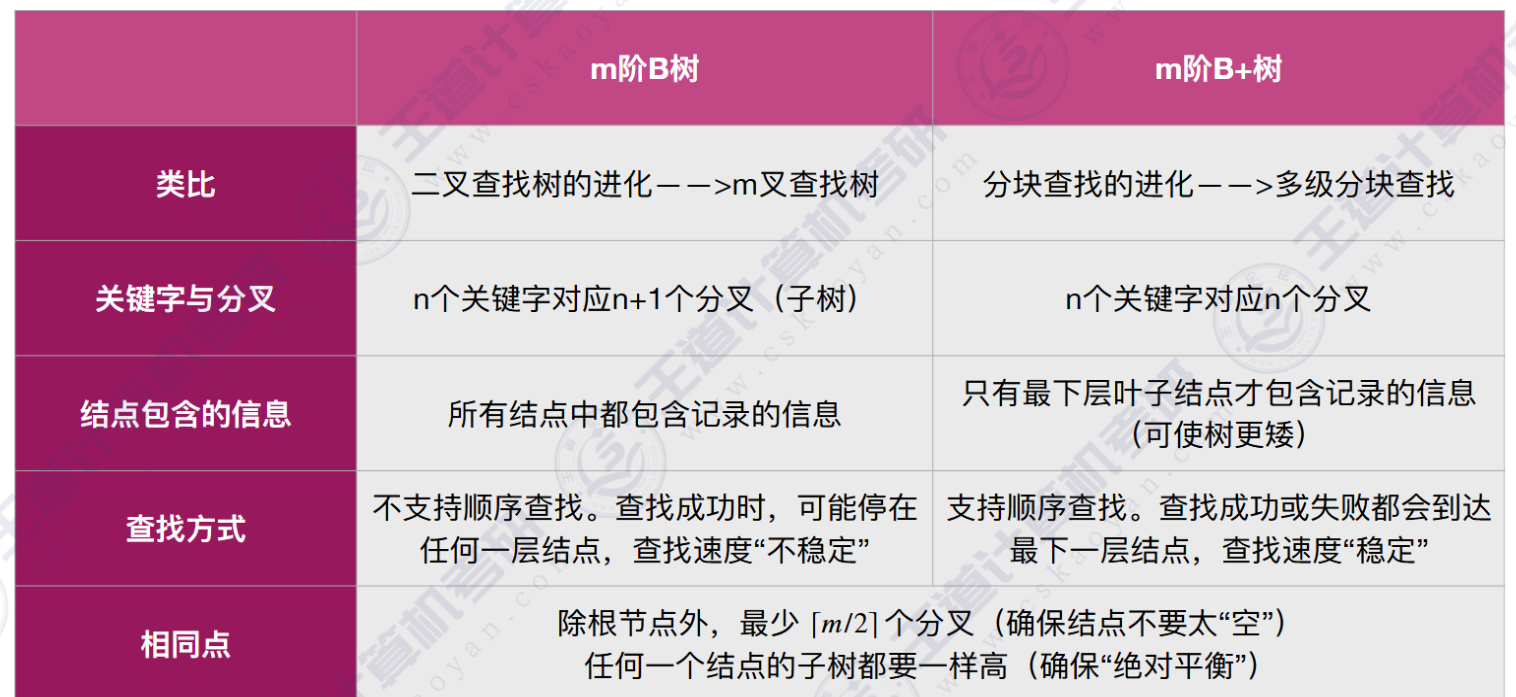 m阶B树
m阶B+树
类比
二叉查找树的进化——>m叉查找树
分块查找的进化——>多级分块查找
关键字与分叉
n个关键字对应n+1个分叉（子树）
n个关键字对应n个分叉
结点包含的信息
所有结点中都包含记录的信息
只有最下层叶子结点才包含记录的信息
（可使树更矮）
查找方式
不支持顺序查找。查找成功时，可能停在
任何一层结点，查找速度“不稳定”
支持顺序查找。查找成功或失败都会到达
最下一层结点，查找速度“稳定”
相同点
除根节点外，最少 ⌈m/2⌉ 个分叉（确保结点不要太“空”）
任何一个结点的子树都要一样高（确保“绝对平衡”）
王道计算机考研
www.cskaoyan.com